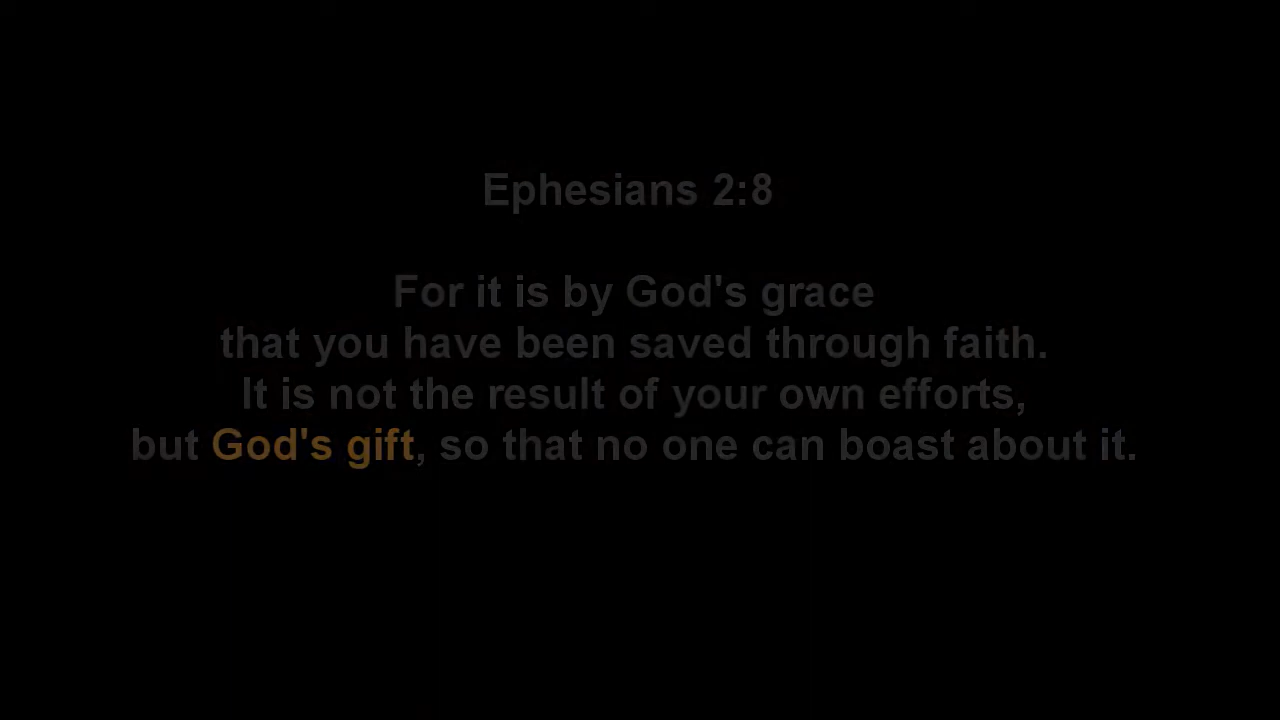 Ephesians 2:8
For it is by God's grace
that you have been saved through faith.
It is not the result of your own efforts,
but God's gift, so that no one can boast about it.